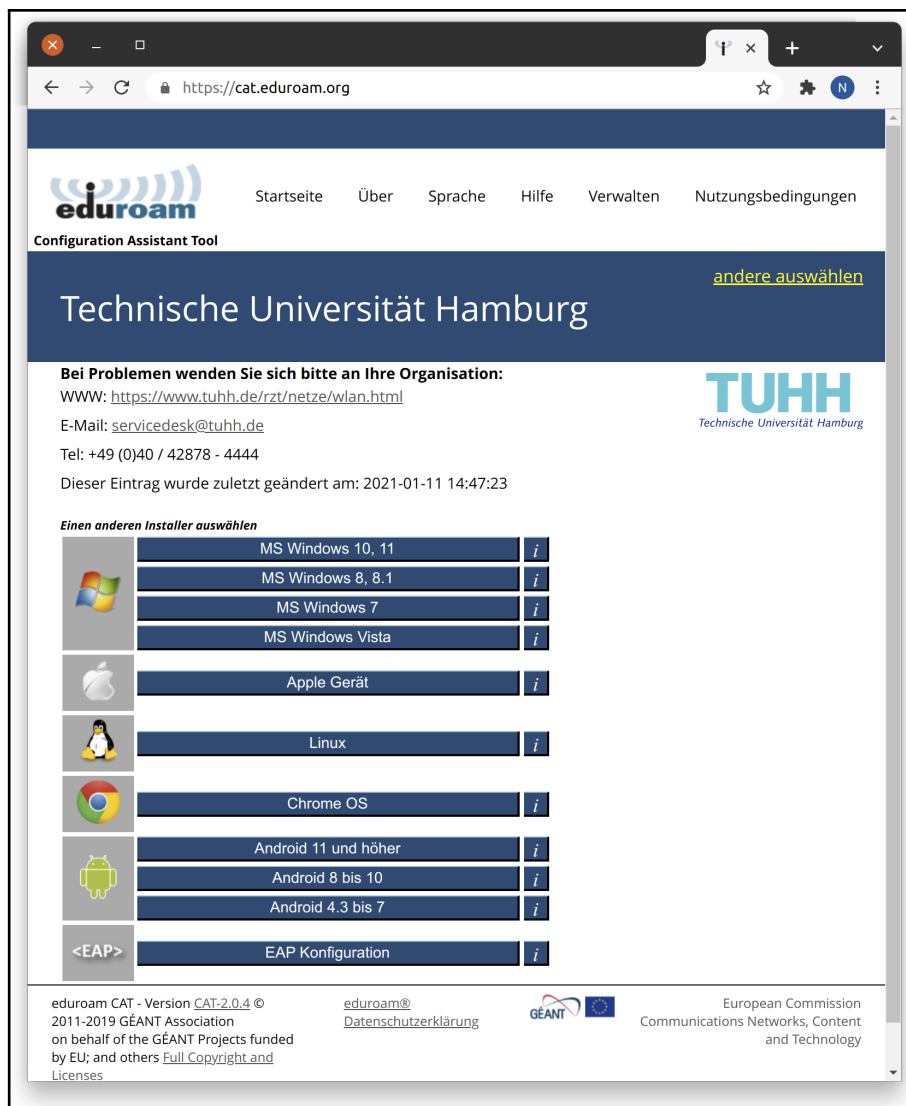 https://cat.eduroam.org
N
eduroam
Configuration Assistant Tool
Startseite Über Sprache Hilfe Verwalten Nutzungsbedingungen
andere auswählen
Technische Universität Hamburg
Bei Problemen wenden Sie sich bitte an Ihre Organisation:
WWW: https://www.tuhh.de/rzt/netze/wlan.html
E-Mail: servicedesk@tuhh.de
Tel: +49 (0)40 / 42878 - 4444
Dieser Eintrag wurde zuletzt geändert am: 2021-01-11 14:47:23
TUHH
Technische Universität Hamburg
Einen anderen Installer auswählen
MS Windows 10, 11 i
MS Windows 8, 8.1 i
MS Windows 7 i
MS Windows Vista i
Apple Gerät i
Linux i
Chrome OS i
Android 11 und höher i
Android 8 bis 10 i
Android 4.3 bis 7 i
<EAP> EAP Konfiguration i
eduroam CAT - Version CAT-2.0.4 ©
2011-2019 GÉANT Association
on behalf of the GÉANT Projects funded
by EU; and others Full Copyright and
Licenses
eduroam®
Datenschutzerklärung
GÉANT
European Commission
Communications Networks, Content
and Technology